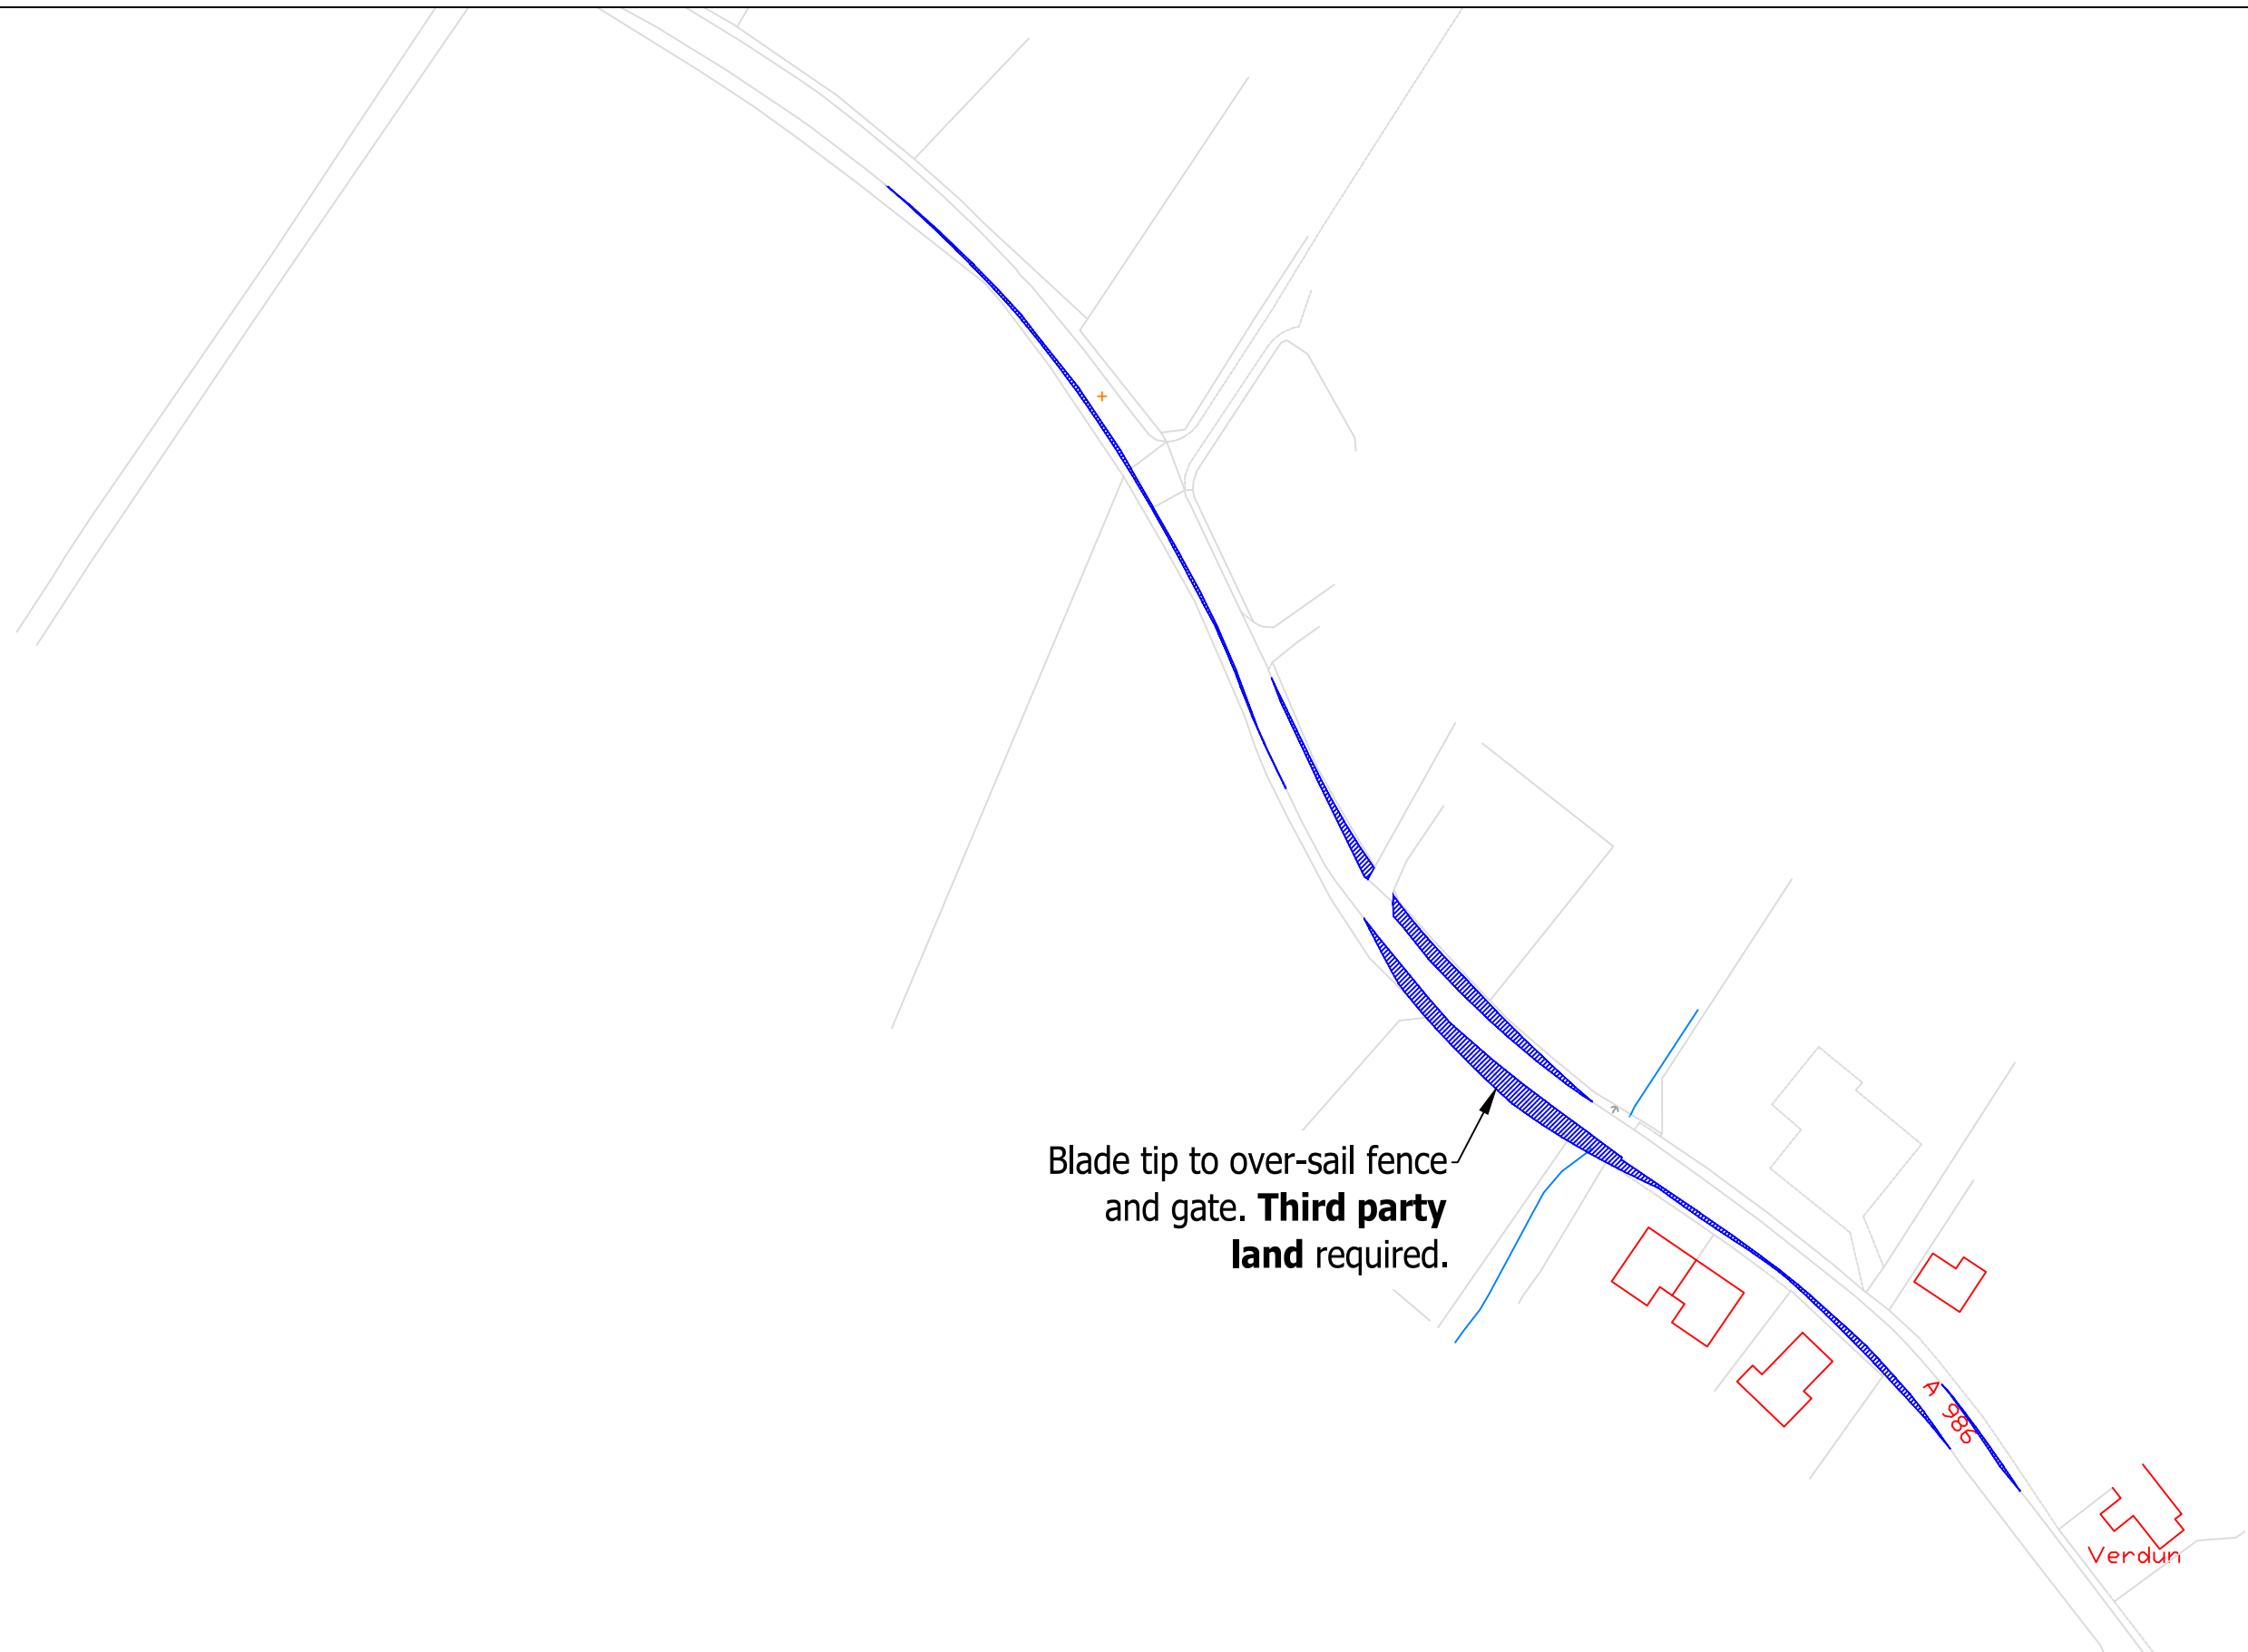 Blade tip to over-sail fence
and gate. Third party
land required.
A 986
Verdun